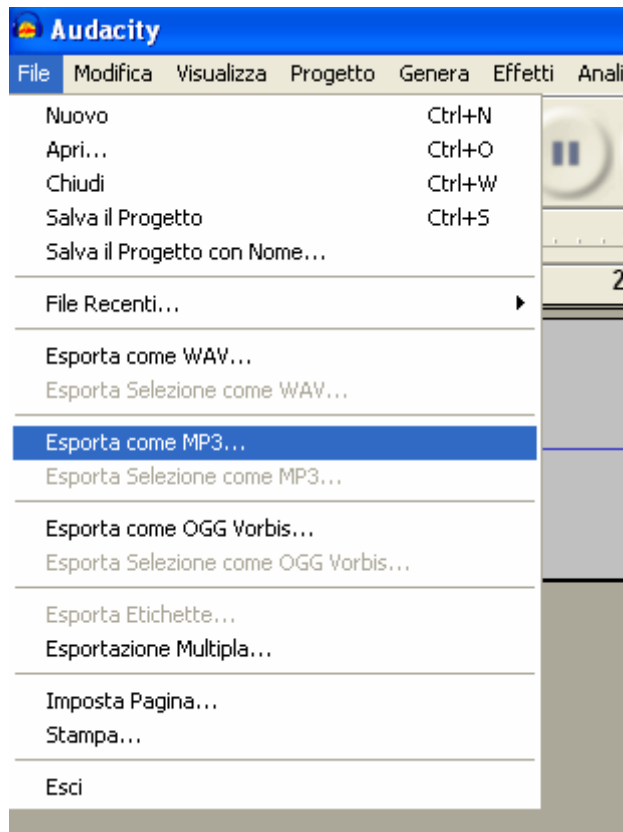 Audacity
File Modifica Visualizza Progetto Genera Effetti Anali
Nuovo Ctrl+N
Apri... Ctrl+O
Chiudi Ctrl+W
Salva il Progetto Ctrl+S
Salva il Progetto con Nome...
2
File Recenti...
Esporta come WAV...
Esporta Selezione come WAV...
Esporta come MP3...
Esporta Selezione come MP3...
Esporta come OGG Vorbis...
Esporta Selezione come OGG Vorbis...
Esporta Etichette...
Esportazione Multipla...
Imposta Pagina...
Stampa...
Esci